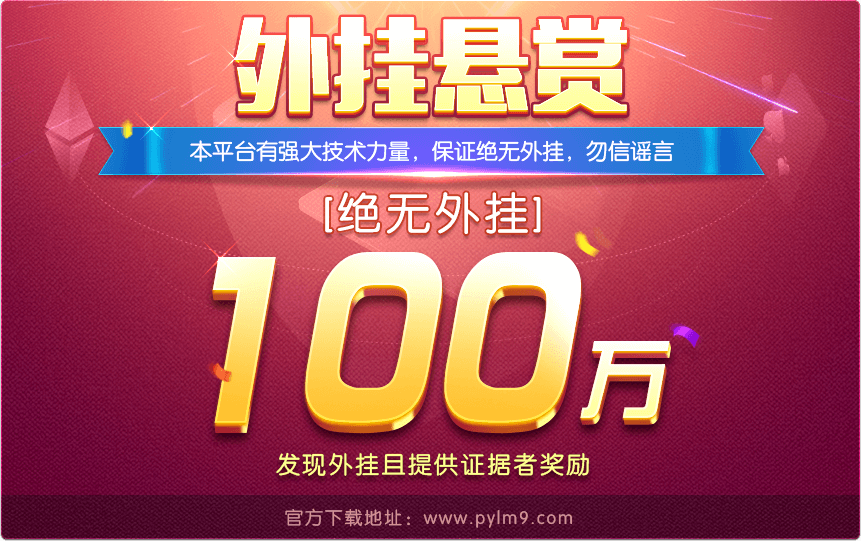 外挂悬赏
本平台有强大技术力量，保证绝无外挂，勿信谣言
[绝无外挂]
100万
发现外挂且提供证据者奖励
官方下载地址：www.pylm9.com